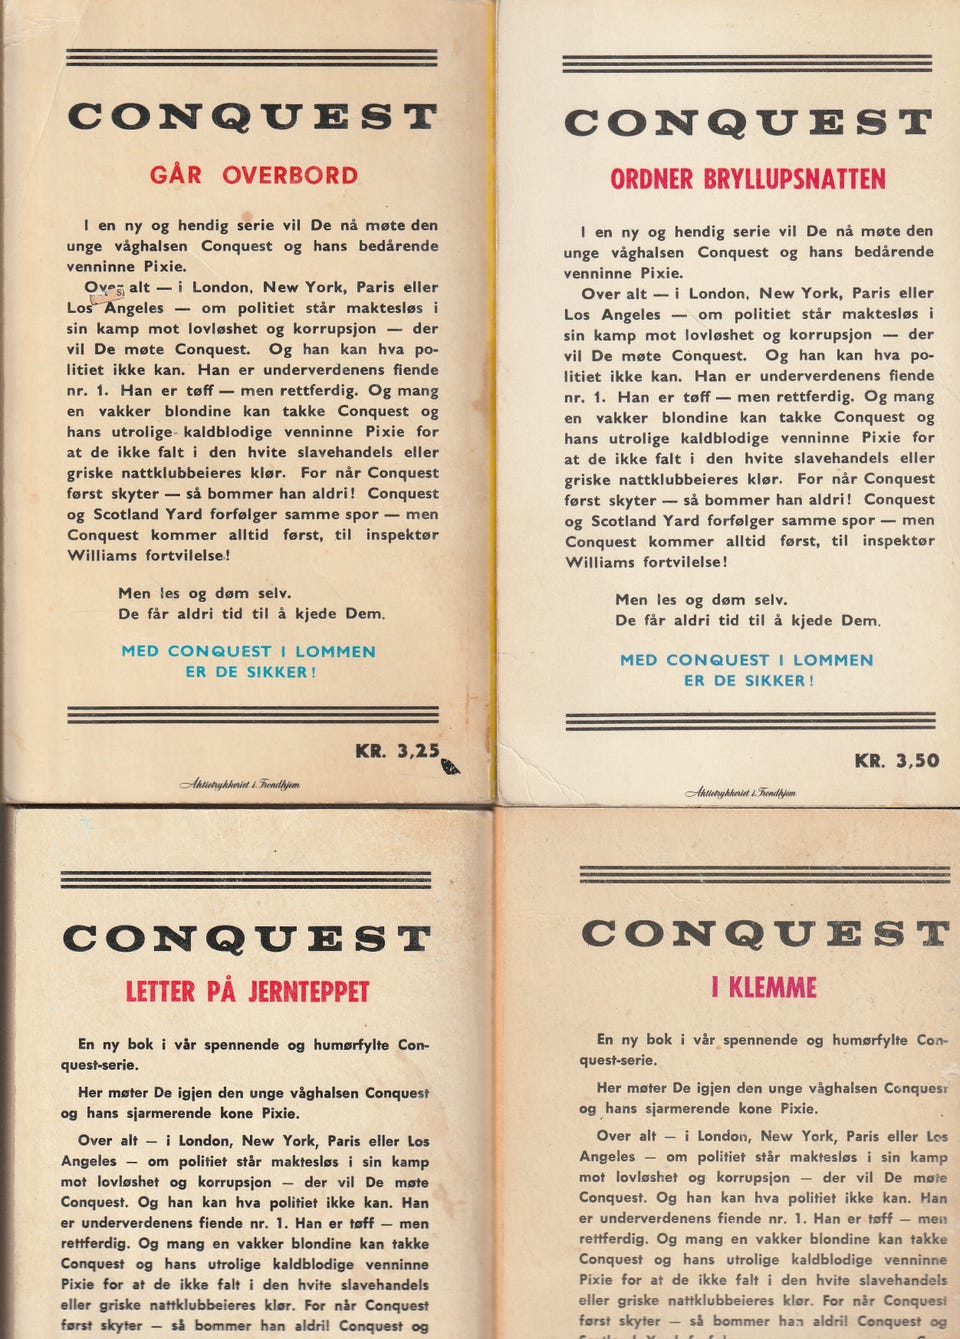 CONQUEST
GÅR OVERBORD
I en ny og hendig serie vil De nå møte den
unge våghalsen Conquest og hans bedårende
venninne Pixie.
Over alt — i London, New York, Paris eller
Los Angeles — om politiet står maktesløs i
sin kamp mot lovløshet og korrupsjon — der
vil De møte Conquest. Og han kan hva po-
litiet ikke kan. Han er underverdenens fiende
nr. 1. Han er tøff — men rettferdig. Og mang
en vakker blondine kan takke Conquest og
hans utrolige kaldblodige venninne Pixie for
at de ikke falt i den hvite slavehandels eller
griske nattklubbeieres klør. For når Conquest
først skyter — så bommer han aldri! Conquest
og Scotland Yard forfølger samme spor — men
Conquest kommer alltid først, til inspektør
Williams fortvilelse!
Men les og døm selv.
De får aldri tid til å kjede Dem.
MED CONQUEST I LOMMEN
ER DE SIKKER!
KR. 3,25
Aktietrykkeriet i Trondhjem
CONQUEST
ORDNER BRYLLUPSNATTEN
I en ny og hendig serie vil De nå møte den
unge våghalsen Conquest og hans bedårende
venninne Pixie.
Over alt — i London, New York, Paris eller
Los Angeles — om politiet står maktesløs i
sin kamp mot lovløshet og korrupsjon — der
vil De møte Conquest. Og han kan hva po-
litiet ikke kan. Han er underverdenens fiende
nr. 1. Han er tøff — men rettferdig. Og mang
en vakker blondine kan takke Conquest og
hans utrolige kaldblodige venninne Pixie for
at de ikke falt i den hvite slavehandels eller
griske nattklubbeieres klør. For når Conquest
først skyter — så bommer han aldri! Conquest
og Scotland Yard forfølger samme spor — men
Conquest kommer alltid først, til inspektør
Williams fortvilelse!
Men les og døm selv.
De får aldri tid til å kjede Dem.
MED CONQUEST I LOMMEN
ER DE SIKKER!
KR. 3,50
Aktietrykkeriet i Trondhjem
CONQUEST
LETTER PÅ JERNTEPPET
En ny bok i vår spennende og humørfylte Con-
quest-serie.
Her møter De igjen den unge våghalsen Conquest
og hans sjarmerende kone Pixie.
Over alt — i London, New York, Paris eller Los
Angeles — om politiet står maktesløs i sin kamp
mot lovløshet og korrupsjon — der vil De møte
Conquest. Og han kan hva politiet ikke kan. Han
er underverdenens fiende nr. 1. Han er tøff — men
rettferdig. Og mang en vakker blondine kan takke
Conquest og hans utrolige kaldblodige venninne
Pixie for at de ikke falt i den hvite slavehandels
eller griske nattklubbeieres klør. For når Conquest
først skyter — så bommer han aldri! Conquest og
CONQUEST
I KLEMME
En ny bok i vår spennende og humørfylte Con-
quest-serie.
Her møter De igjen den unge våghalsen Conquest
og hans sjarmerende kone Pixie.
Over alt — i London, New York, Paris eller Los
Angeles — om politiet står maktesløs i sin kamp
mot lovløshet og korrupsjon — der vil De møte
Conquest. Og han kan hva politiet ikke kan. Han
er underverdenens fiende nr. 1. Han er tøff — men
rettferdig. Og mang en vakker blondine kan takke
Conquest og hans utrolige kaldblodige venninne
Pixie for at de ikke falt i den hvite slavehandels
eller griske nattklubbeieres klør. For når Conquest
først skyter — så bommer han aldri! Conquest og